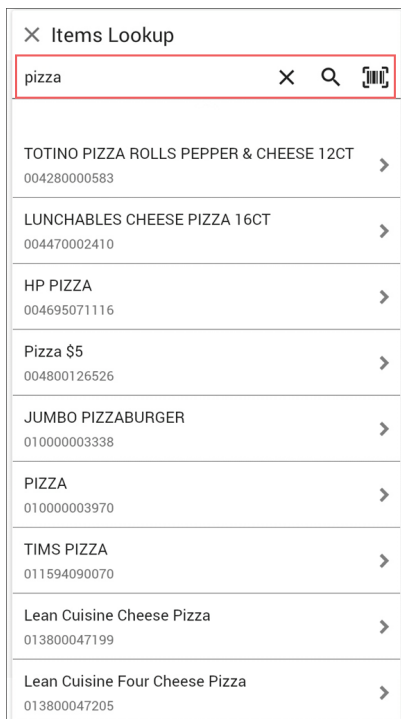 Items Lookup
pizza
TOTINO PIZZA ROLLS PEPPER & CHEESE 12CT
004280000583
LUNCHABLES CHEESE PIZZA 16CT
004470002410
HP PIZZA
004695071116
Pizza $5
004800126526
JUMBO PIZZABURGER
010000003338
PIZZA
010000003970
TIMS PIZZA
011594090070
Lean Cuisine Cheese Pizza
013800047199
Lean Cuisine Four Cheese Pizza
013800047205